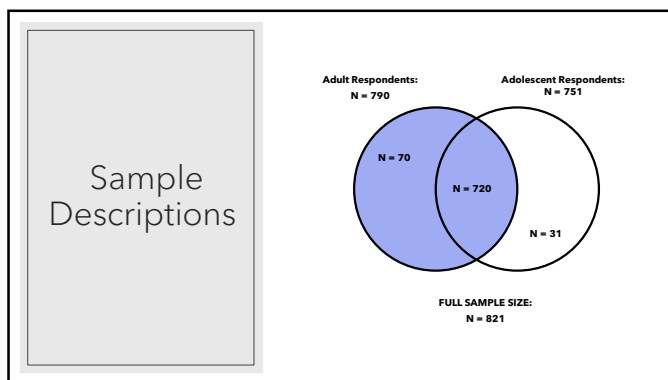 Sample
Descriptions
Adult Respondents:
N = 790
Adolescent Respondents:
N = 751
N = 70
N = 720
N = 31
FULL SAMPLE SIZE:
N = 821